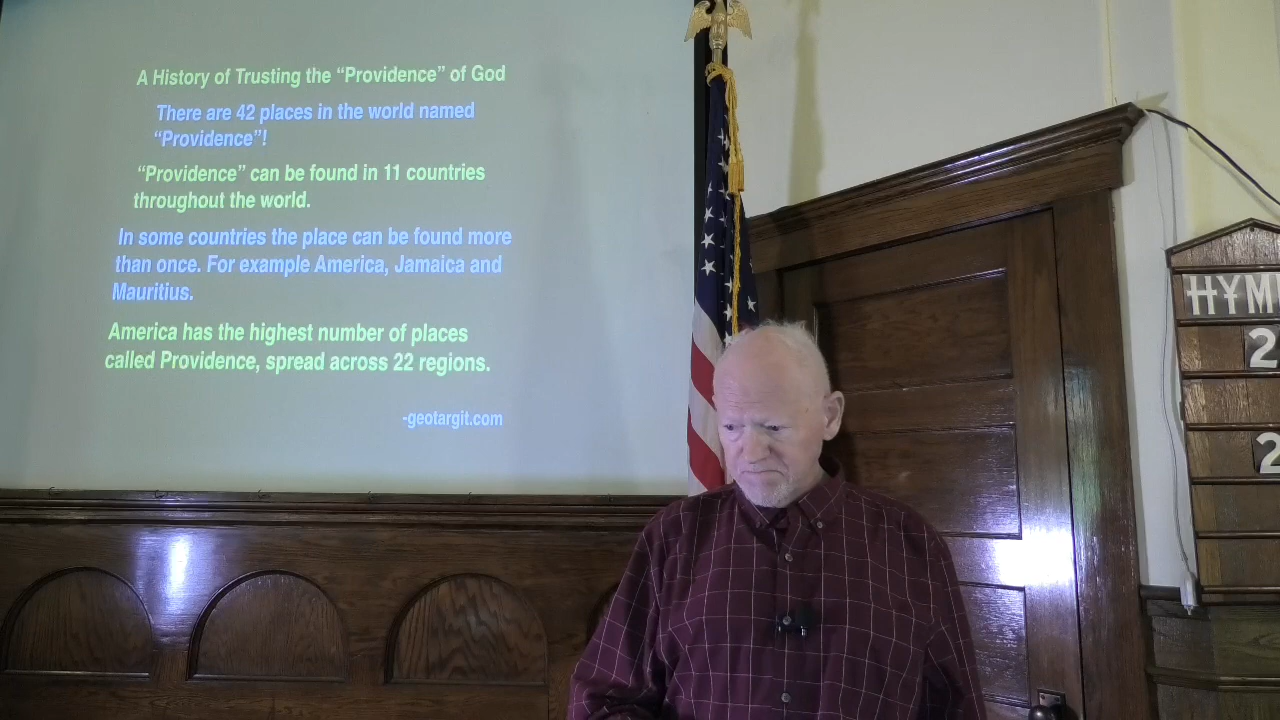 A History of Trusting the “Providence” of God
There are 42 places in the world named
“Providence”!
“Providence” can be found in 11 countries
throughout the world.
In some countries the place can be found more
than once. For example America, Jamaica and
Mauritius.
America has the highest number of places
called Providence, spread across 22 regions.
-geotargit.com
2
2